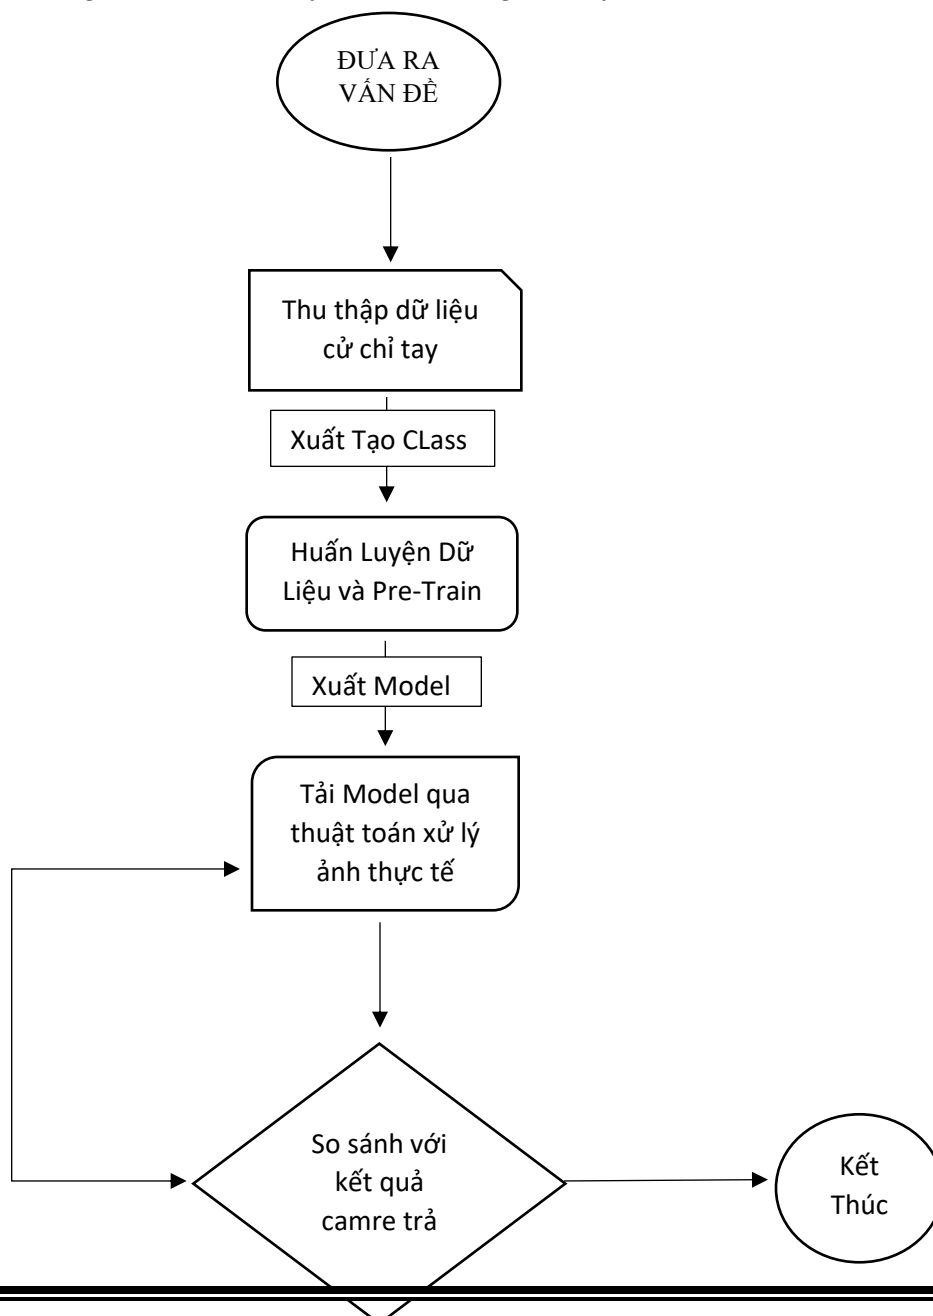 ĐƯA RA
VẤN ĐỀ
Thu thập dữ liệu
cử chỉ tay
Xuất Tạo CLass
Huấn Luyện Dữ
Liệu và Pre-Train
Xuất Model
Tải Model qua
thuật toán xử lý
ảnh thực tế
So sánh với
kết quả
camre trả
Kết
Thúc